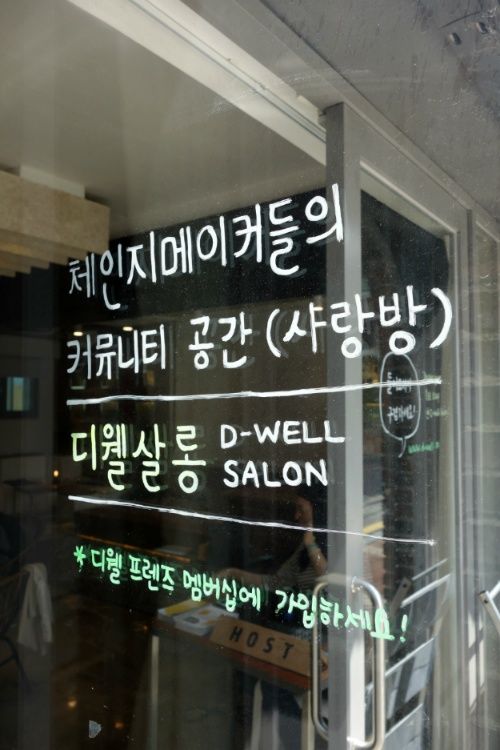 체인지메이커들의
커뮤니티 공간 (사랑방)
디웰살롱 D-WELL SALON
* 디웰 프렌즈 멤버십에 가입하세요!
HOST